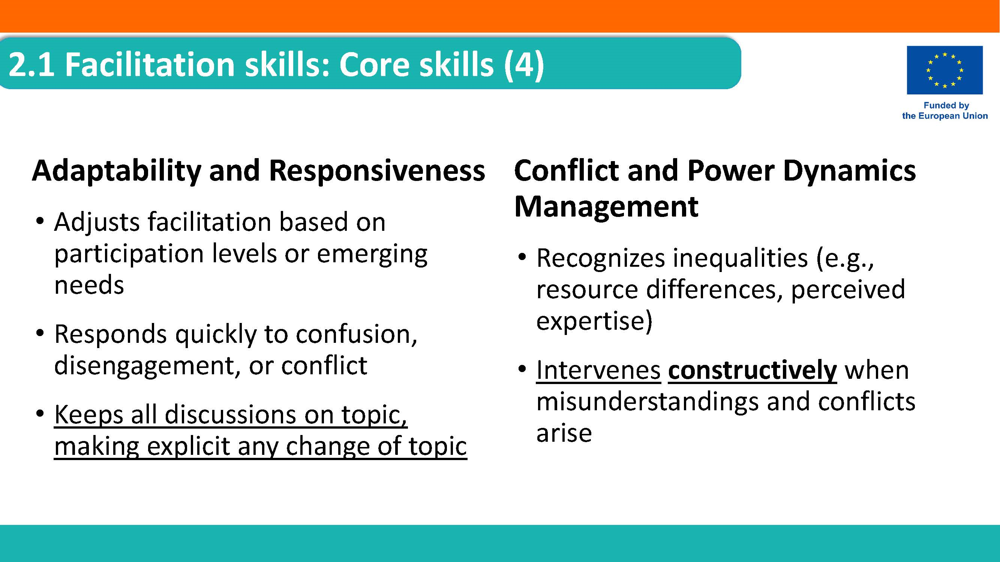 2.1 Facilitation skills: Core skills (4)
Funded by
the European Union
Adaptability and Responsiveness
• Adjusts facilitation based on
participation levels or emerging
needs
• Responds quickly to confusion,
disengagement, or conflict
• Keeps all discussions on topic,
making explicit any change of topic
Conflict and Power Dynamics
Management
• Recognizes inequalities (e.g.,
resource differences, perceived
expertise)
• Intervenes constructively when
misunderstandings and conflicts
arise